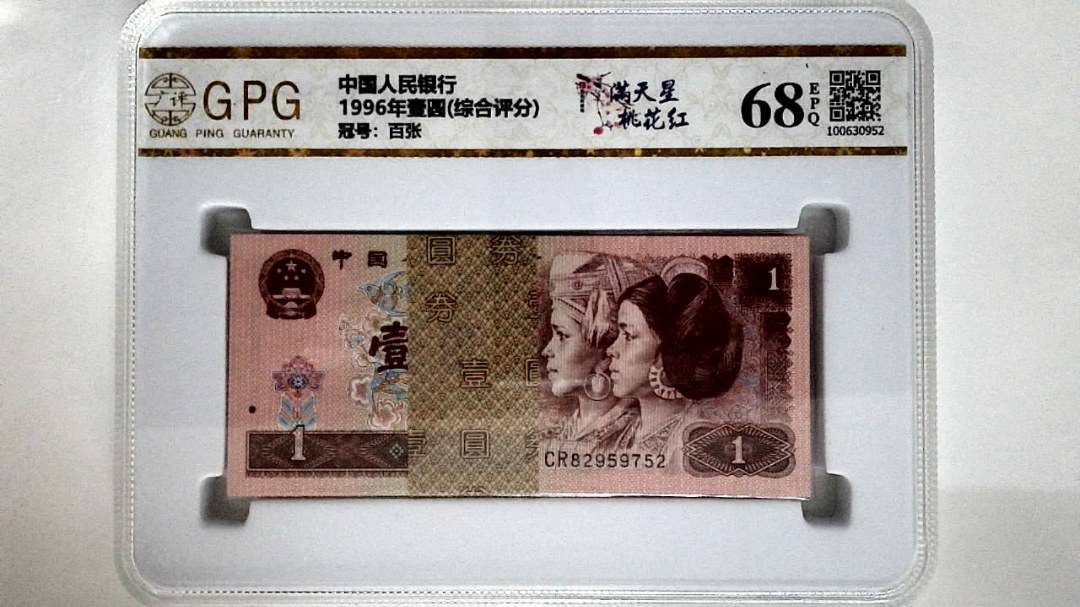 GPG
GUANG PING GUARANTY
中国人民银行
1996年壹圆(综合评分)
冠号：百张
满天星
桃花红
68
EPQ
100630952
中国
圆 券
券
壹
1
壹
1
壹 圆
CR82959752
1